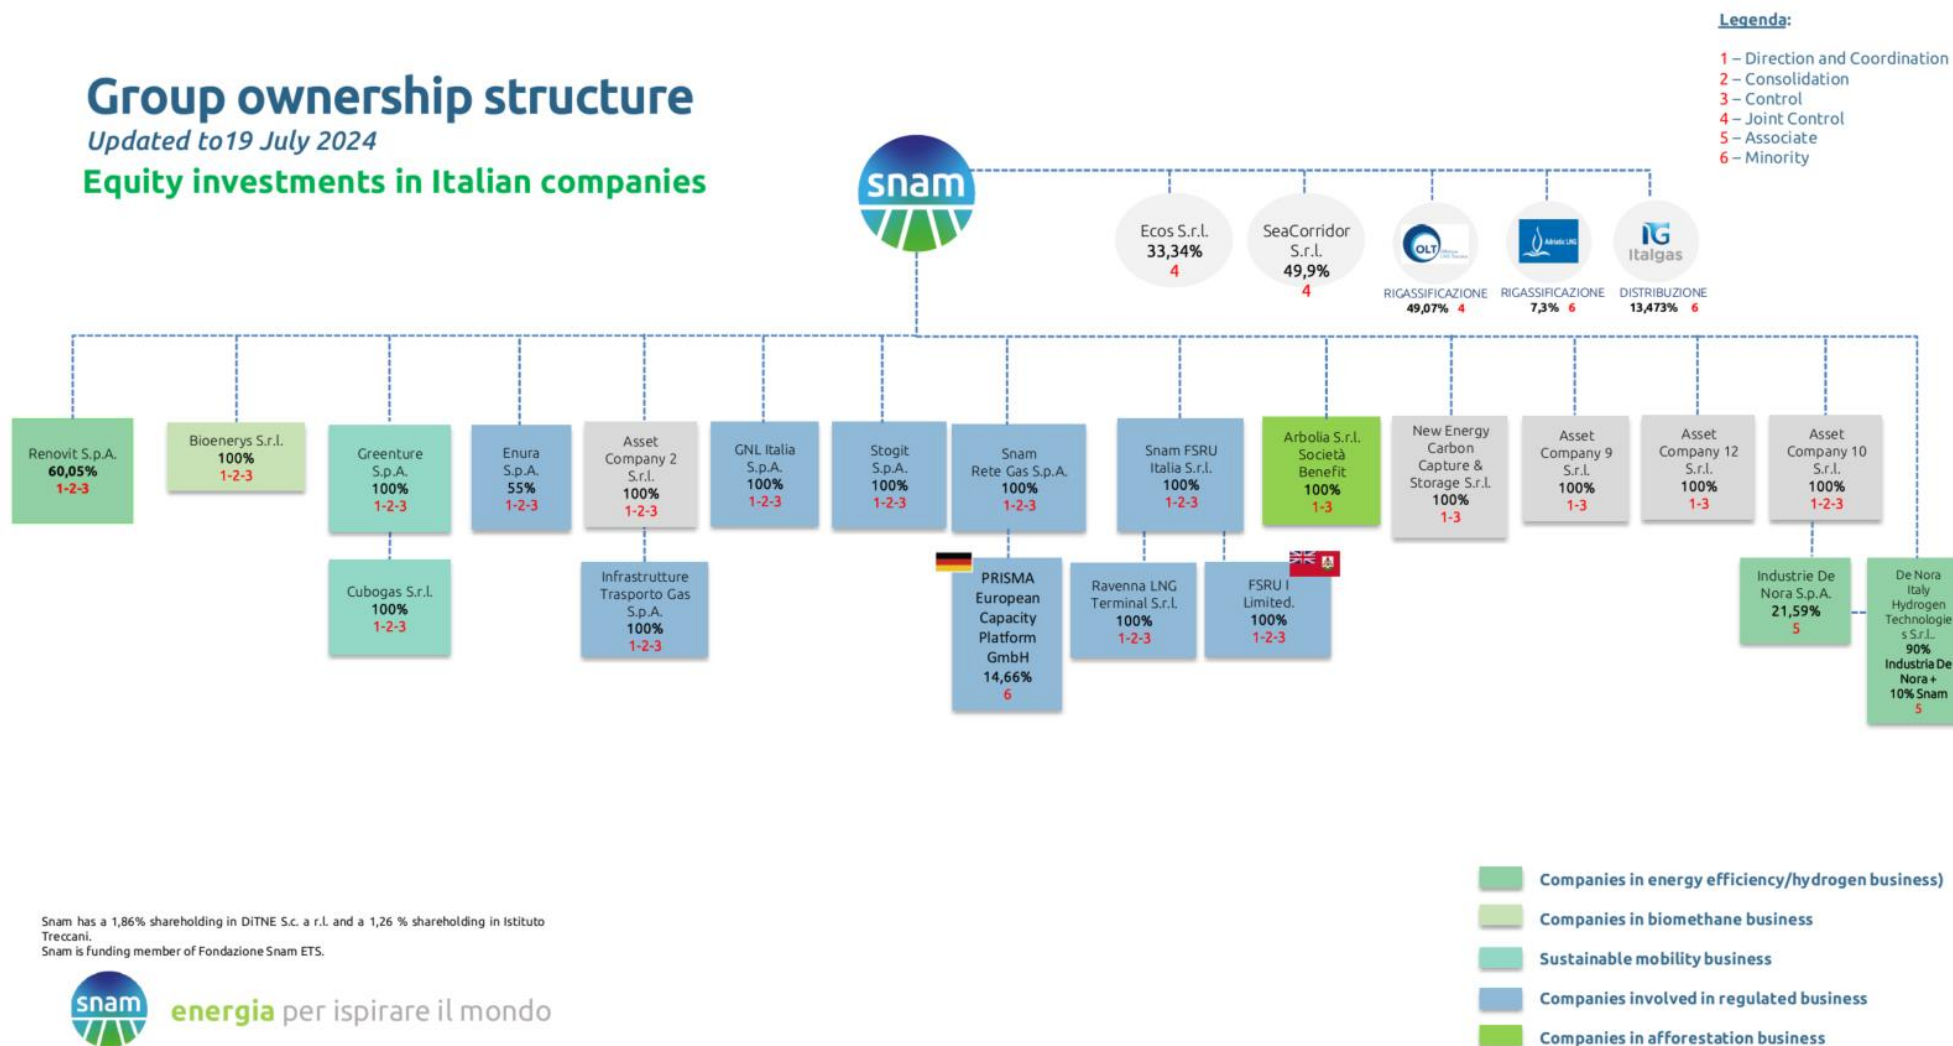 Legenda:
1 – Direction and Coordination
2 – Consolidation
3 – Control
4 – Joint Control
5 – Associate
6 – Minority
Group ownership structure
Updated to19 July 2024
Equity investments in Italian companies
snam
Ecos S.r.l.
33,34%
4
SeaCorridor
S.r.l.
49,9%
4
OLT
RIGASSIFICAZIONE
49,07% 4
Adriatic LNG
RIGASSIFICAZIONE
7,3% 6
IG
Italgas
DISTRIBUZIONE
13,473% 6
Renovit S.p.A.
60,05%
1-2-3
Bioenerys S.r.l.
100%
1-2-3
Greenture
S.p.A.
100%
1-2-3
Enura
S.p.A.
55%
1-2-3
Asset
Company 2
S.r.l.
100%
1-2-3
GNL Italia
S.p.A.
100%
1-2-3
Stogit
S.p.A.
100%
1-2-3
Snam
Rete Gas S.p.A.
100%
1-2-3
Snam FSRU
Italia S.r.l.
100%
1-2-3
Arbolia S.r.l.
Società
Benefit
100%
1-3
New Energy
Carbon
Capture &
Storage S.r.l.
100%
1-3
Asset
Company 9
S.r.l.
100%
1-3
Asset
Company 12
S.r.l.
100%
1-3
Asset
Company 10
S.r.l.
100%
1-2-3
Cubogas S.r.l.
100%
1-2-3
Infrastrutture
Trasporto Gas
S.p.A.
100%
1-2-3
PRISMA
European
Capacity
Platform
GmbH
14,66%
6
Ravenna LNG
Terminal S.r.l.
100%
1-2-3
FSRU I
Limited.
100%
1-2-3
Industrie De
Nora S.p.A.
21,59%
5
De Nora
Italy
Hydrogen
Technologie
s S.r.l..
90%
Industria De
Nora +
10% Snam
5
Snam has a 1,86% shareholding in DiTNE S.c. a r.l. and a 1,26 % shareholding in Istituto
Treccani.
Snam is funding member of Fondazione Snam ETS.
snam
energia per ispirare il mondo
Companies in energy efficiency/hydrogen business)
Companies in biomethane business
Sustainable mobility business
Companies involved in regulated business
Companies in afforestation business